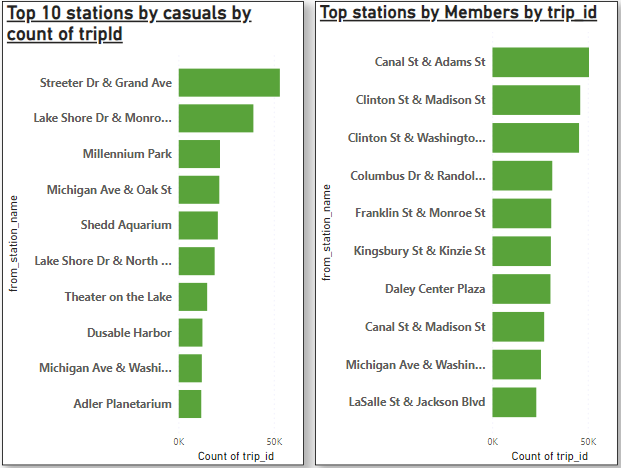 Top 10 stations by casuals by
count of tripId
Streeter Dr & Grand Ave
Lake Shore Dr & Monro...
Millennium Park
Michigan Ave & Oak St
Shedd Aquarium
Lake Shore Dr & North ...
Theater on the Lake
Dusable Harbor
Michigan Ave & Washi...
Adler Planetarium
from_station_name
0K 50K
Count of trip_id
Top stations by Members by trip_id
Canal St & Adams St
Clinton St & Madison St
Clinton St & Washingto...
Columbus Dr & Randol...
Franklin St & Monroe St
Kingsbury St & Kinzie St
Daley Center Plaza
Canal St & Madison St
Michigan Ave & Washin...
LaSalle St & Jackson Blvd
from_station_name
0K 50K
Count of trip_id